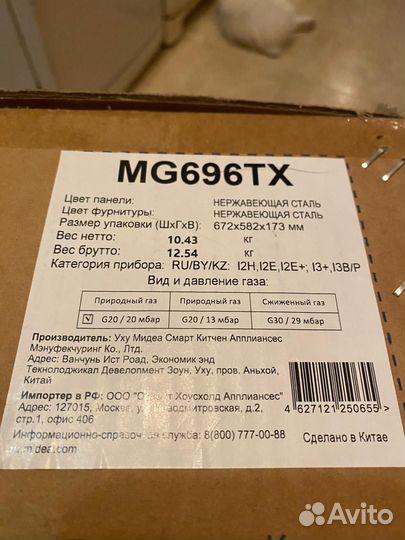 MG696TX
Цвет панели: НЕРЖАВЕЮЩАЯ СТАЛЬ
Цвет фурнитуры: НЕРЖАВЕЮЩАЯ СТАЛЬ
Размер упаковки (ШхГхВ): 672х582х173 мм
Вес нетто: 10.43 кг
Вес брутто: 12.54 кг
Категория прибора: RU/BY/KZ: I2H,I2E,I2E+; I3+,I3B/P
Вид и давление газа:
Природный газ Природный газ Сжиженный газ
G20 / 20 мбар G20 / 13 мбар G30 / 29 мбар
Производитель: Уху Мидеа Смарт Китчен Апплиансес
Мэнуфекчуринг Ко., Лтд.
Адрес: Ванчунь Ист Роад, Экономик энд
Текнолоджикал Девелопмент Зоун, Уху, пров. Аньхой,
Китай
Импортер в РФ: ООО Хоусхолд Апплиансес"
Адрес: 127015, Москва, д.2,
стр.1, офис 406
Информационно-справочная служба: 8(800) 777-00-88
4 627121 250655 >
Сделано в Китае
Avito